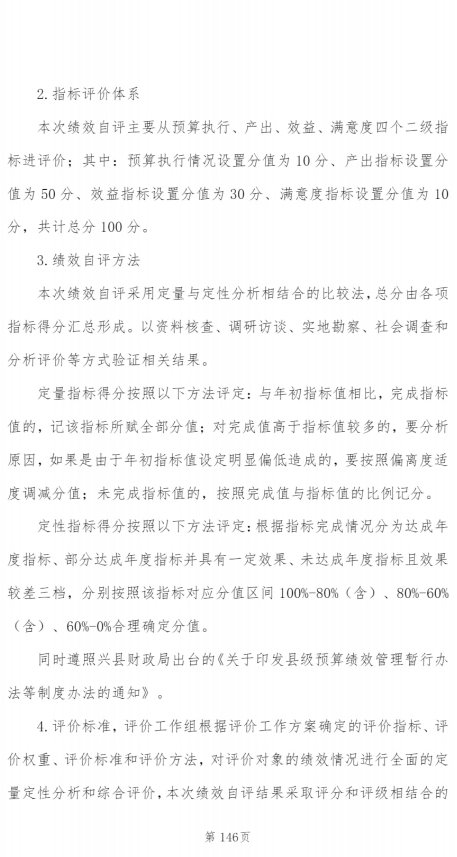 2.指标评价体系
本次绩效自评主要从预算执行、产出、效益、满意度四个二级指
标进评价；其中：预算执行情况设置分值为 10 分、产出指标设置分
值为 50 分、效益指标设置分值为 30 分、满意度指标设置分值为 10
分，共计总分 100 分。
3.绩效自评方法
本次绩效自评采用定量与定性分析相结合的比较法，总分由各项
指标得分汇总形成。以资料核查、调研访谈、实地勘察、社会调查和
分析评价等方式验证相关结果。
定量指标得分按照以下方法评定：与年初指标值相比，完成指标
值的，记该指标所赋全部分值；对完成值高于指标值较多的，要分析
原因，如果是由于年初指标值设定明显偏低造成的，要按照偏离度适
度调减分值；未完成指标值的，按照完成值与指标值的比例记分。
定性指标得分按照以下方法评定：根据指标完成情况分为达成年
度指标、部分达成年度指标并具有一定效果、未达成年度指标且效果
较差三档，分别按照该指标对应分值区间 100%-80%（含）、80%-60%
（含）、60%-0%合理确定分值。
同时遵照兴县财政局出台的《关于印发县级预算绩效管理暂行办
法等制度办法的通知》。
4.评价标准，评价工作组根据评价工作方案确定的评价指标、评
价权重、评价标准和评价方法，对评价对象的绩效情况进行全面的定
量定性分析和综合评价，本次绩效自评结果采取评分和评级相结合的
第 146页